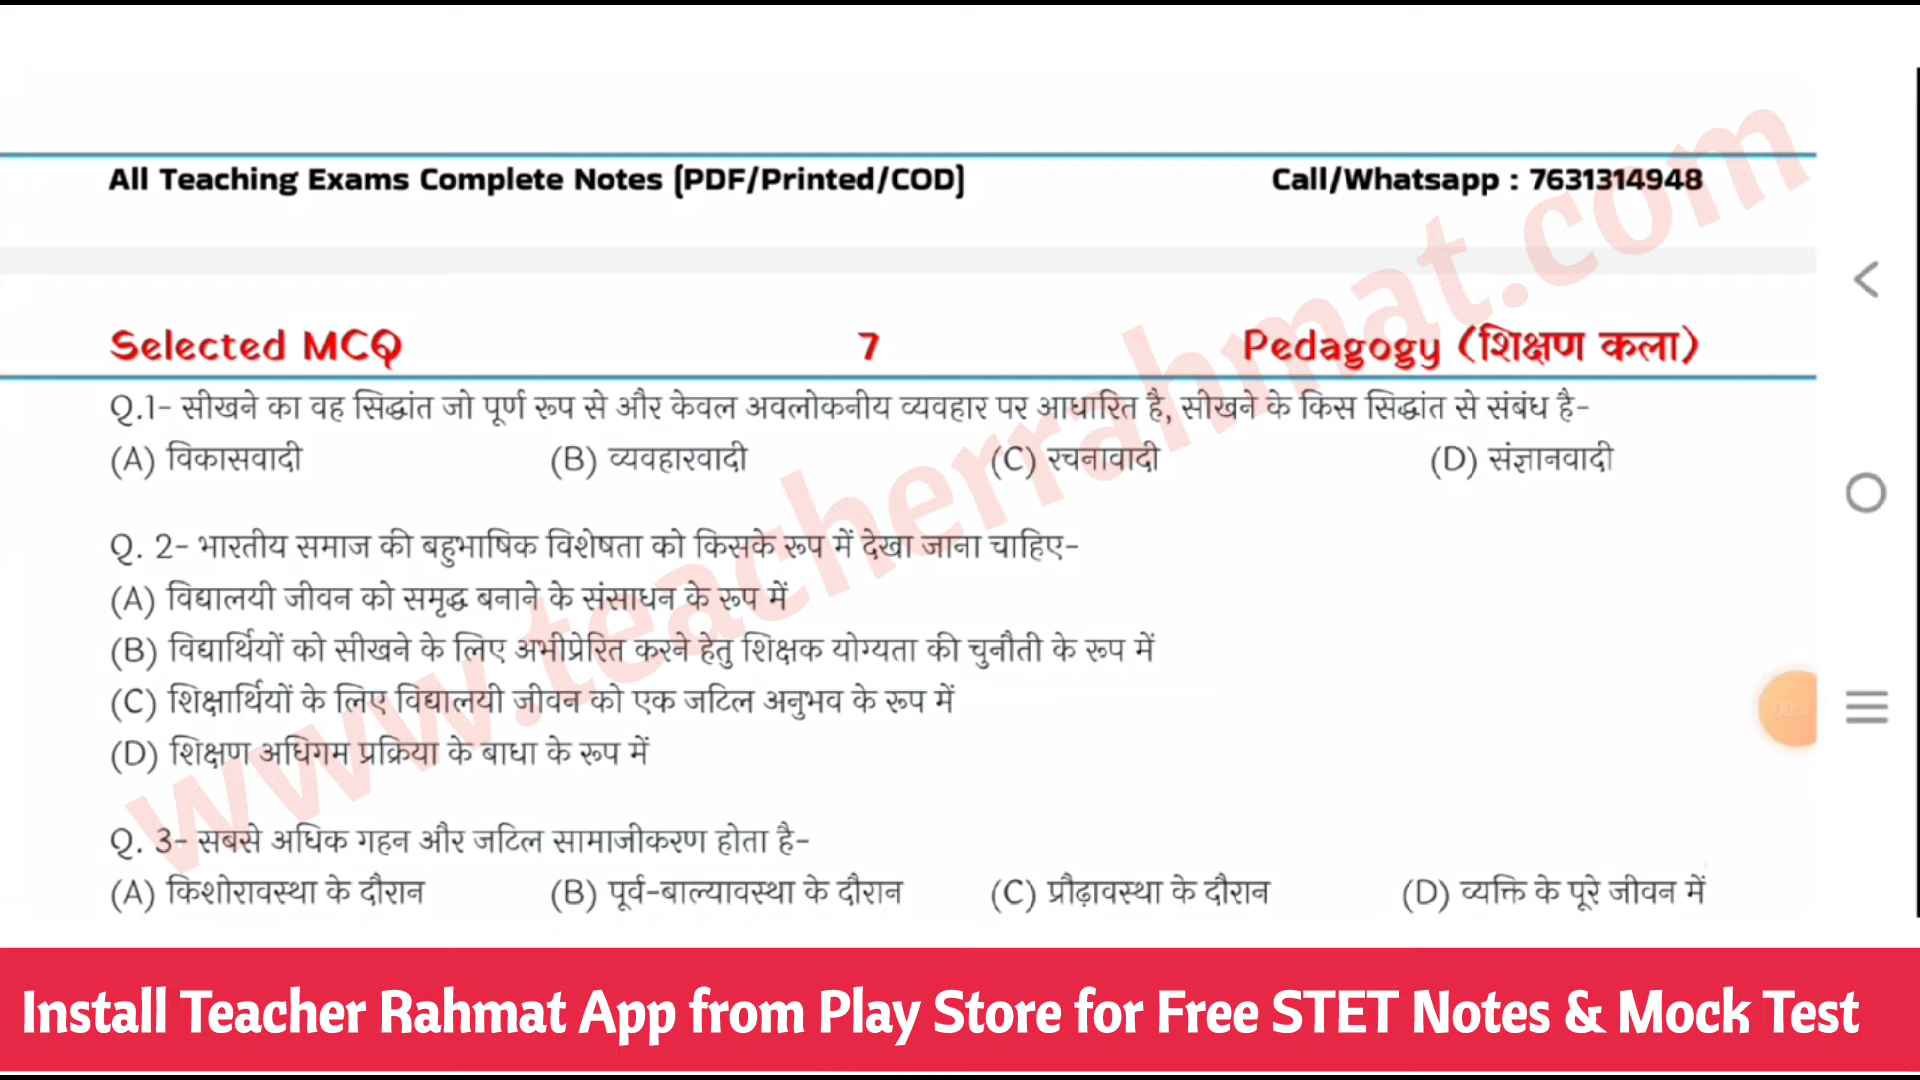 All Teaching Exams Complete Notes (PDF/Printed/COD) Call/Whatsapp : 7631314948
Selected MCQ 7 Pedagogy (शिक्षण कला)
Q.1- सीखने का वह सिद्धांत जो पूर्ण रूप से और केवल अवलोकनीय व्यवहार पर आधारित है, सीखने के किस सिद्धांत से संबंध है-
(A) विकासवादी (B) व्यवहारवादी (C) रचनावादी (D) संज्ञानवादी
Q. 2- भारतीय समाज की बहुभाषिक विशेषता को किसके रूप में देखा जाना चाहिए-
(A) विद्यालयी जीवन को समृद्ध बनाने के संसाधन के रूप में
(B) विद्यार्थियों को सीखने के लिए अभीप्रेरित करने हेतु शिक्षक योग्यता की चुनौती के रूप में
(C) शिक्षार्थियों के लिए विद्यालयी जीवन को एक जटिल अनुभव के रूप में
(D) शिक्षण अधिगम प्रक्रिया के बाधा के रूप में
Q. 3- सबसे अधिक गहन और जटिल सामाजीकरण होता है-
(A) किशोरावस्था के दौरान (B) पूर्व-बाल्यावस्था के दौरान (C) प्रौढ़ावस्था के दौरान (D) व्यक्ति के पूरे जीवन में
www.teacherrahmat.com
Install Teacher Rahmat App from Play Store for Free STET Notes & Mock Test